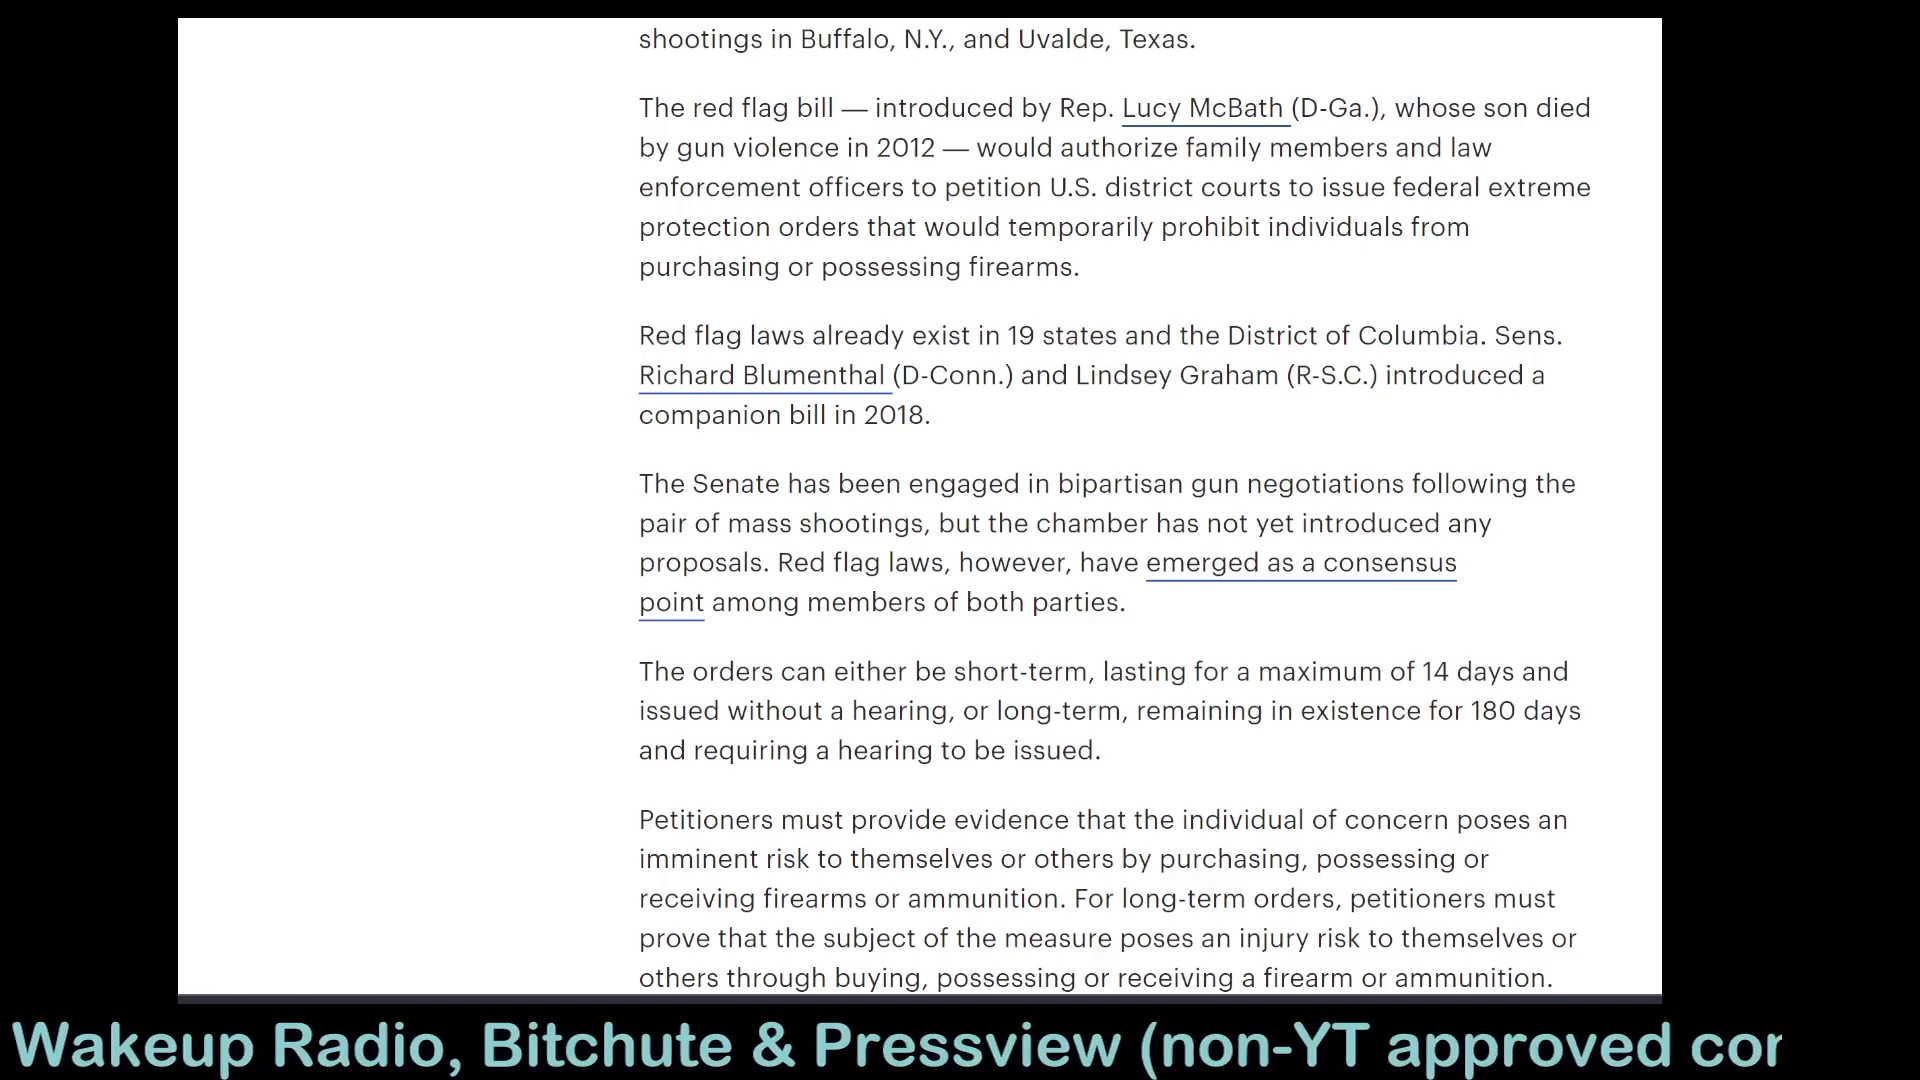 shootings in Buffalo, N.Y., and Uvalde, Texas.
The red flag bill — introduced by Rep. Lucy McBath (D-Ga.), whose son died
by gun violence in 2012 — would authorize family members and law
enforcement officers to petition U.S. district courts to issue federal extreme
protection orders that would temporarily prohibit individuals from
purchasing or possessing firearms.
Red flag laws already exist in 19 states and the District of Columbia. Sens.
Richard Blumenthal (D-Conn.) and Lindsey Graham (R-S.C.) introduced a
companion bill in 2018.
The Senate has been engaged in bipartisan gun negotiations following the
pair of mass shootings, but the chamber has not yet introduced any
proposals. Red flag laws, however, have emerged as a consensus
point among members of both parties.
The orders can either be short-term, lasting for a maximum of 14 days and
issued without a hearing, or long-term, remaining in existence for 180 days
and requiring a hearing to be issued.
Petitioners must provide evidence that the individual of concern poses an
imminent risk to themselves or others by purchasing, possessing or
receiving firearms or ammunition. For long-term orders, petitioners must
prove that the subject of the measure poses an injury risk to themselves or
others through buying, possessing or receiving a firearm or ammunition.
Wakeup Radio, Bitchute & Pressview (non-YT approved